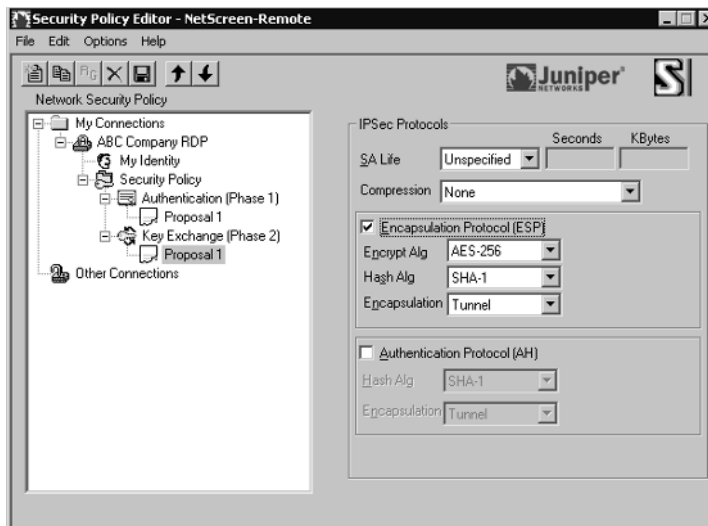 Security Policy Editor - NetScreen-Remote
File Edit Options Help
Juniper
NETWORKS
Network Security Policy
My Connections
ABC Company RDP
My Identity
Security Policy
Authentication (Phase 1)
Proposal 1
Key Exchange (Phase 2)
Proposal 1
Other Connections
IPSec Protocols
Seconds KBytes
SA Life Unspecified
Compression None
Encapsulation Protocol (ESP)
Encrypt Alg AES-256
Hash Alg SHA-1
Encapsulation Tunnel
Authentication Protocol (AH)
Hash Alg SHA-1
Encapsulation Tunnel